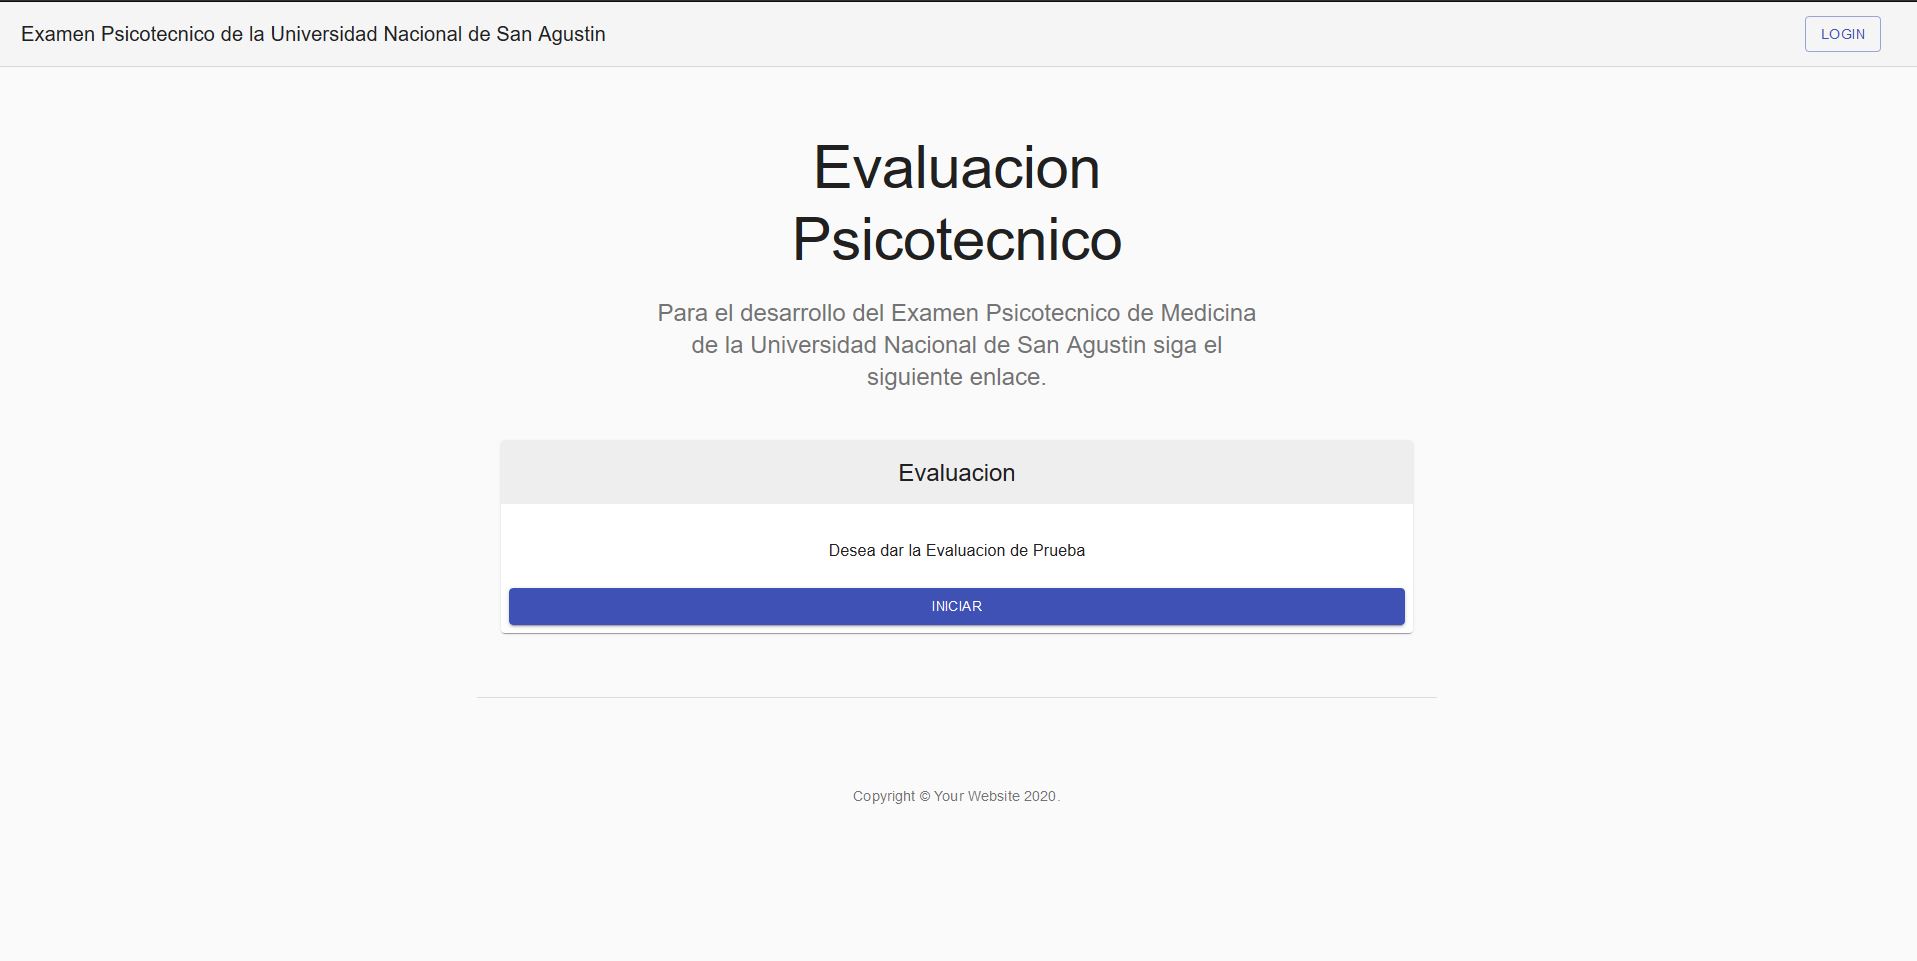 Examen Psicotecnico de la Universidad Nacional de San Agustin
LOGIN
Evaluacion
Psicotecnico
Para el desarrollo del Examen Psicotecnico de Medicina
de la Universidad Nacional de San Agustin siga el
siguiente enlace.
Evaluacion
Desea dar la Evaluacion de Prueba
INICIAR
Copyright © Your Website 2020.